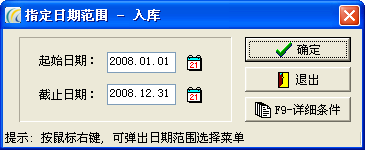 指定日期范围 - 入库
起始日期： 2008.01.01 21
确定
截止日期： 2008.12.31 21
退出
F9-详细条件
提示: 按鼠标右键, 可弹出日期范围选择菜单